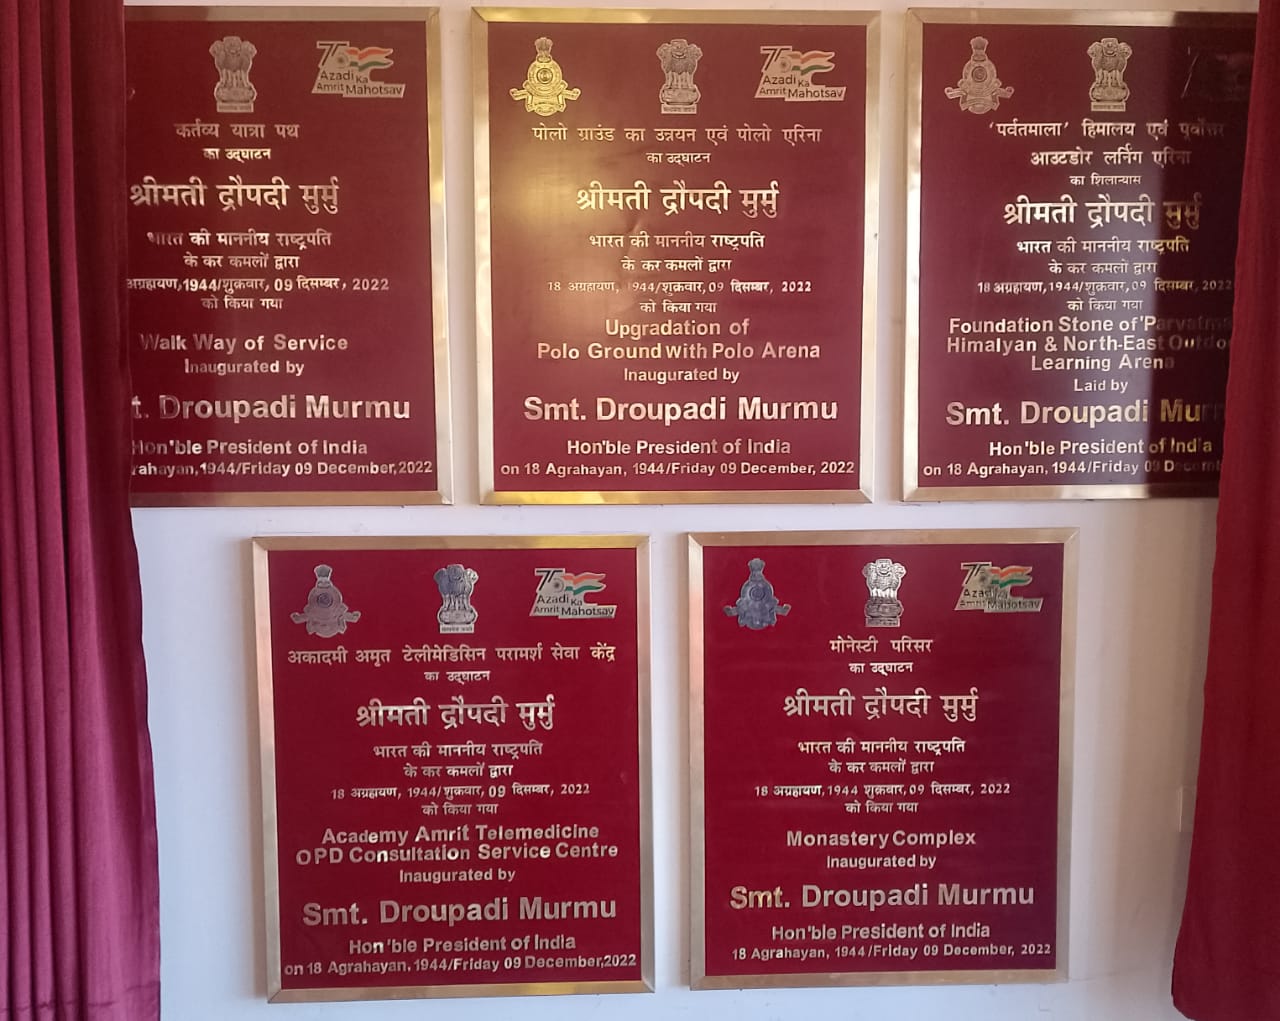 75
Azadi Ka
Amrit Mahotsav
कर्तव्य यात्रा पथ
का उद्घाटन
श्रीमती द्रौपदी मुर्मु
भारत की माननीय राष्ट्रपति
के कर कमलों द्वारा
अग्रहायण,1944/शुक्रवार, 09 दिसम्बर, 2022
को किया गया
Walk Way of Service
Inaugurated by
Droupadi Murmu
Hon'ble President of India
1944/Friday 09 December,2022
75
Azadi Ka
Amrit Mahotsav
पोलो ग्राउंड का उन्नयन एवं पोलो एरिना
का उद्घाटन
श्रीमती द्रौपदी मुर्मु
भारत की माननीय राष्ट्रपति
के कर कमलों द्वारा
18 अग्रहायण, 1944/शुक्रवार, 09 दिसम्बर, 2022
को किया गया
Upgradation of
Polo Ground with Polo Arena
Inaugurated by
Smt. Droupadi Murmu
Hon'ble President of India
on 18 Agrahayan, 1944/Friday 09 December, 2022
'पर्वतमाला' हिमालय एवं पूर्वोत्तर
आउटडोर लर्निंग एरिना
का शिलान्यास
श्रीमती द्रौपदी मुर्मु
भारत की माननीय राष्ट्रपति
के कर कमलों द्वारा
18 अग्रहायण,1944/शुक्रवार, 09 दिसम्बर, 2022
को किया गया
Foundation Stone of
Himalyan & North-East
Learning Arena
Laid by
Smt. Droupadi
Hon'ble President of India
on 18 Agrahayan, 1944/Friday 09
75
Azadi Ka
Amrit Mahotsav
अकादमी अमृत टेलीमेडिसिन परामर्श सेवा केंद्र
का उद्घाटन
श्रीमती द्रौपदी मुर्मु
भारत की माननीय राष्ट्रपति
के कर कमलों द्वारा
18 अग्रहायण, 1944/शुक्रवार, 09 दिसम्बर, 2022
को किया गया
Academy Amrit Telemedicine
OPD Consultation Service Centre
Inaugurated by
Smt. Droupadi Murmu
Hon'ble President of India
on 18 Agrahayan, 1944/Friday 09 December,2022
75
Azadi Ka
Amrit Mahotsav
मोनेस्टी परिसर
का उद्घाटन
श्रीमती द्रौपदी मुर्मु
भारत की माननीय राष्ट्रपति
के कर कमलों द्वारा
18 अग्रहायण, 1944 शुक्रवार, 09 दिसम्बर, 2022
को किया गया
Monastery Complex
Inaugurated by
Smt. Droupadi Murmu
Hon'ble President of India
18 Agrahayan, 1944/Friday 09 December, 2022